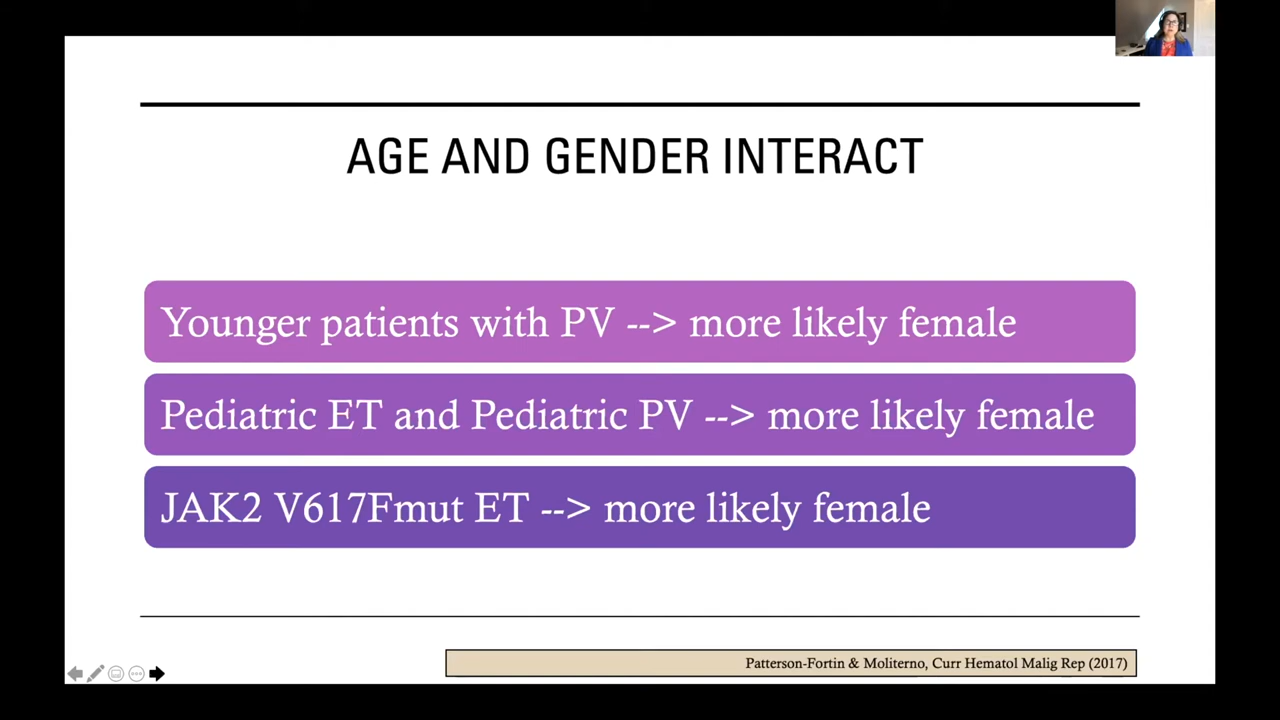 AGE AND GENDER INTERACT
Younger patients with PV --> more likely female
Pediatric ET and Pediatric PV --> more likely female
JAK2 V617Fmut ET --> more likely female
Patterson-Fortin & Moliterno, Curr Hematol Malig Rep (2017)